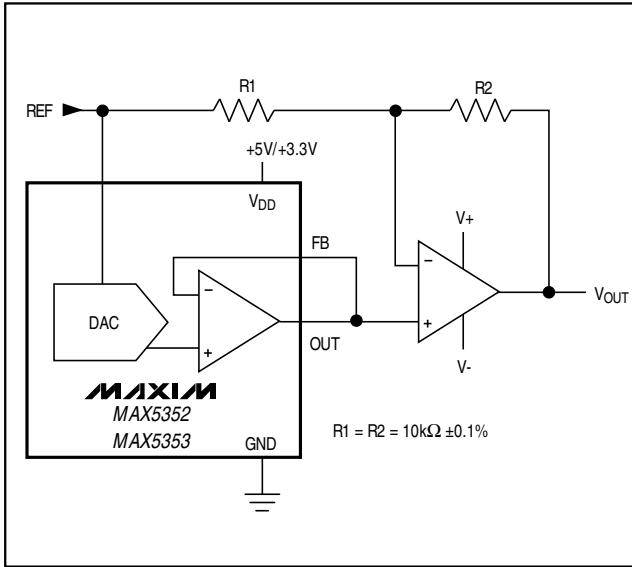 R1
R2
REF
+5V/+3.3V
VDD
FB
V+
−
−
DAC
+
+
OUT
VOUT
V-
MAXIM
MAX5352
MAX5353
GND
R1 = R2 = 10kΩ ±0.1%